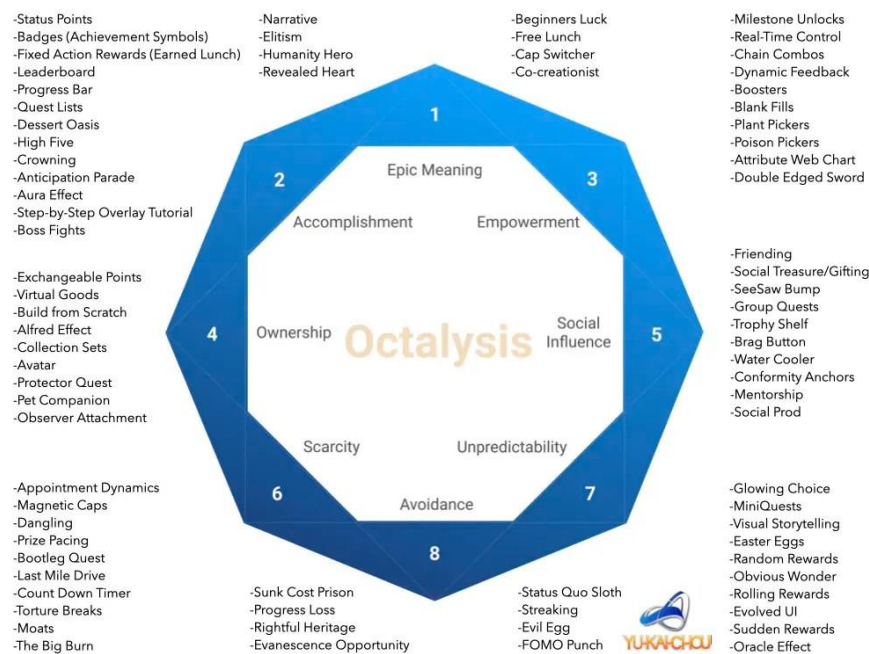 -Status Points
-Badges (Achievement Symbols)
-Fixed Action Rewards (Earned Lunch)
-Leaderboard
-Progress Bar
-Quest Lists
-Dessert Oasis
-High Five
-Crowning
-Anticipation Parade
-Aura Effect
-Step-by-Step Overlay Tutorial
-Boss Fights
-Narrative
-Elitism
-Humanity Hero
-Revealed Heart
-Beginners Luck
-Free Lunch
-Cap Switcher
-Co-creationist
-Milestone Unlocks
-Real-Time Control
-Chain Combos
-Dynamic Feedback
-Boosters
-Blank Fills
-Plant Pickers
-Poison Pickers
-Attribute Web Chart
-Double Edged Sword
1
Epic Meaning
2
Accomplishment
3
Empowerment
-Exchangeable Points
-Virtual Goods
-Build from Scratch
-Alfred Effect
-Collection Sets
-Avatar
-Protector Quest
-Pet Companion
-Observer Attachment
4
Ownership
Octalysis
Social
Influence
5
-Friending
-Social Treasure/Gifting
-SeeSaw Bump
-Group Quests
-Trophy Shelf
-Brag Button
-Water Cooler
-Conformity Anchors
-Mentorship
-Social Prod
Scarcity
6
Unpredictability
7
Avoidance
8
-Appointment Dynamics
-Magnetic Caps
-Dangling
-Prize Pacing
-Bootleg Quest
-Last Mile Drive
-Count Down Timer
-Torture Breaks
-Moats
-The Big Burn
-Sunk Cost Prison
-Progress Loss
-Rightful Heritage
-Evanescence Opportunity
-Status Quo Sloth
-Streaking
-Evil Egg
-FOMO Punch
YU-KAI-CHOU
-Glowing Choice
-MiniQuests
-Visual Storytelling
-Easter Eggs
-Random Rewards
-Obvious Wonder
-Rolling Rewards
-Evolved UI
-Sudden Rewards
-Oracle Effect